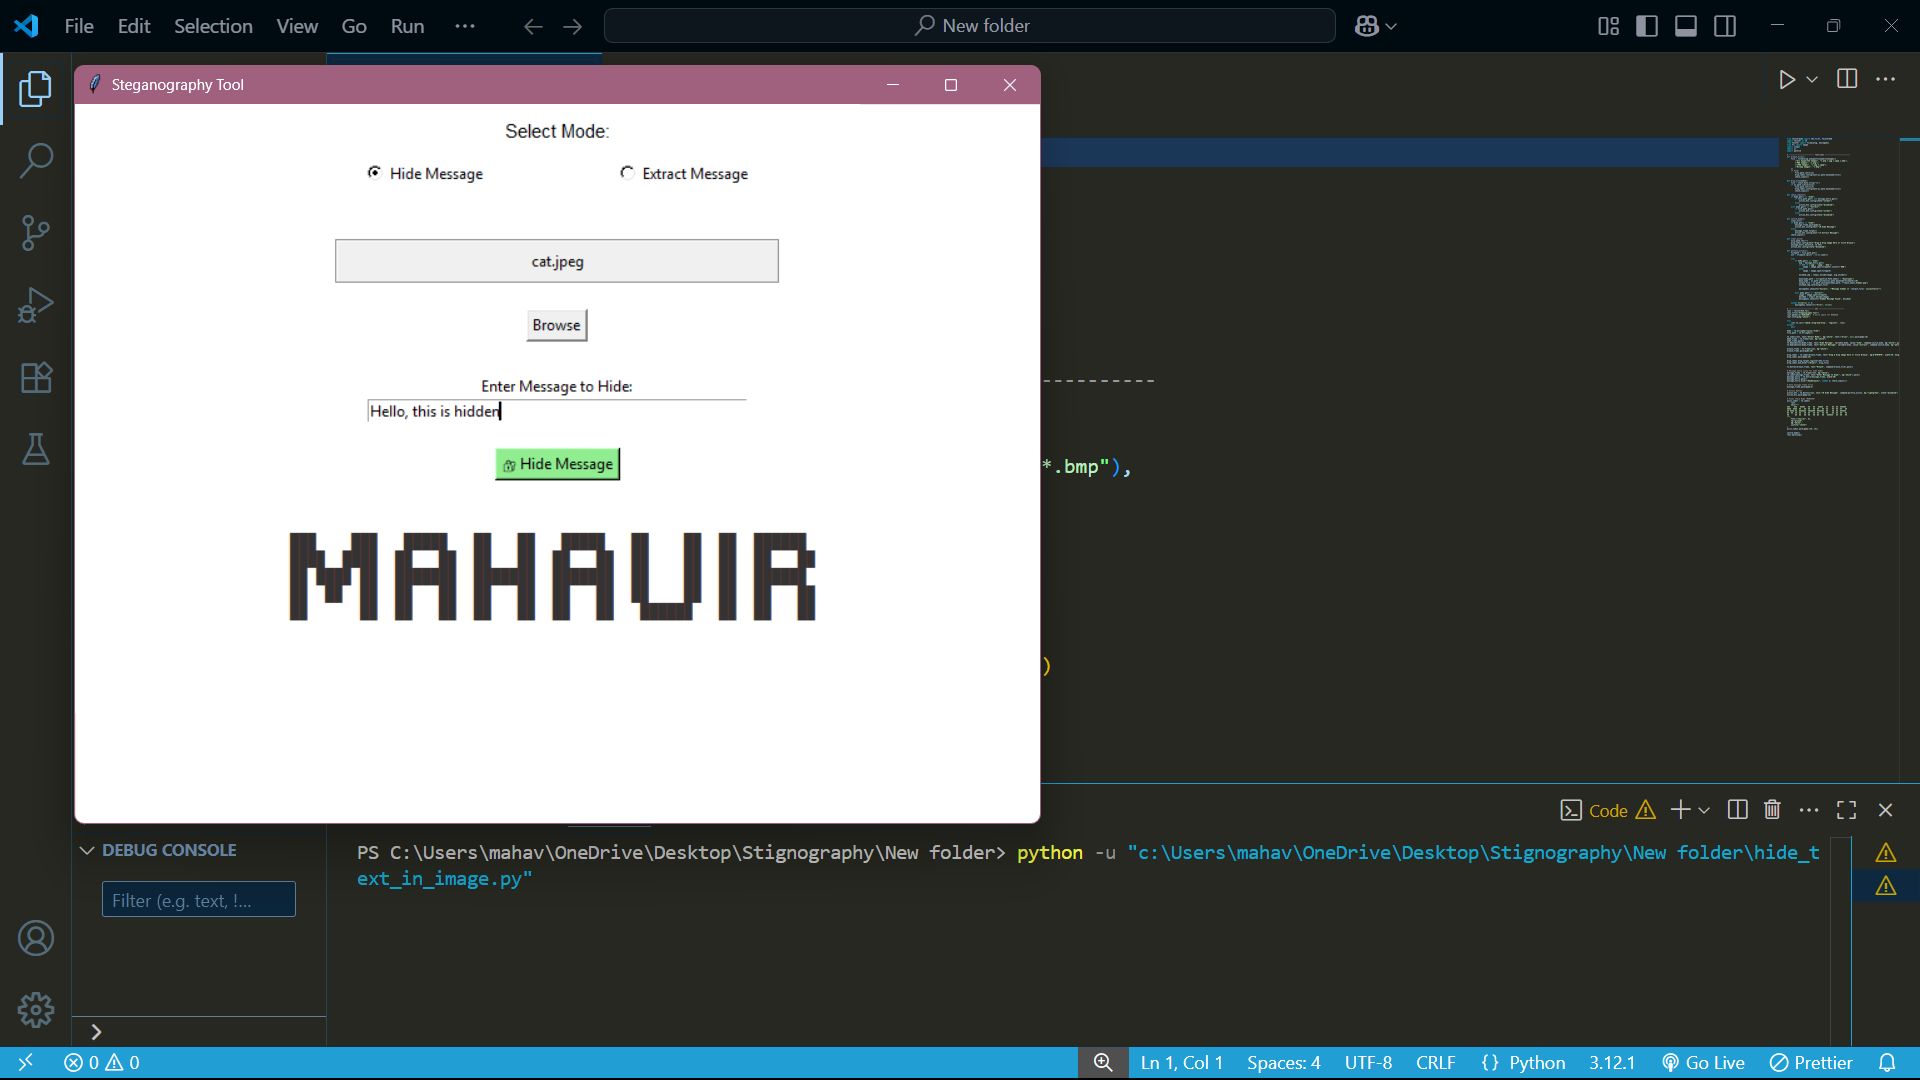 File Edit Selection View Go Run ··· New folder
Steganography Tool
Select Mode:
Hide Message Extract Message
cat.jpeg
Browse
Enter Message to Hide:
Hello, this is hidden
Hide Message
MAHAVIR
----------
*.bmp"),
)
Code
DEBUG CONSOLE
Filter (e.g. text, !...
PS C:\Users\mahav\OneDrive\Desktop\Stignography\New folder> python -u "c:\Users\mahav\OneDrive\Desktop\Stignography\New folder\hide_t
ext_in_image.py"
0 0 Ln 1, Col 1 Spaces: 4 UTF-8 CRLF {} Python 3.12.1 Go Live Prettier